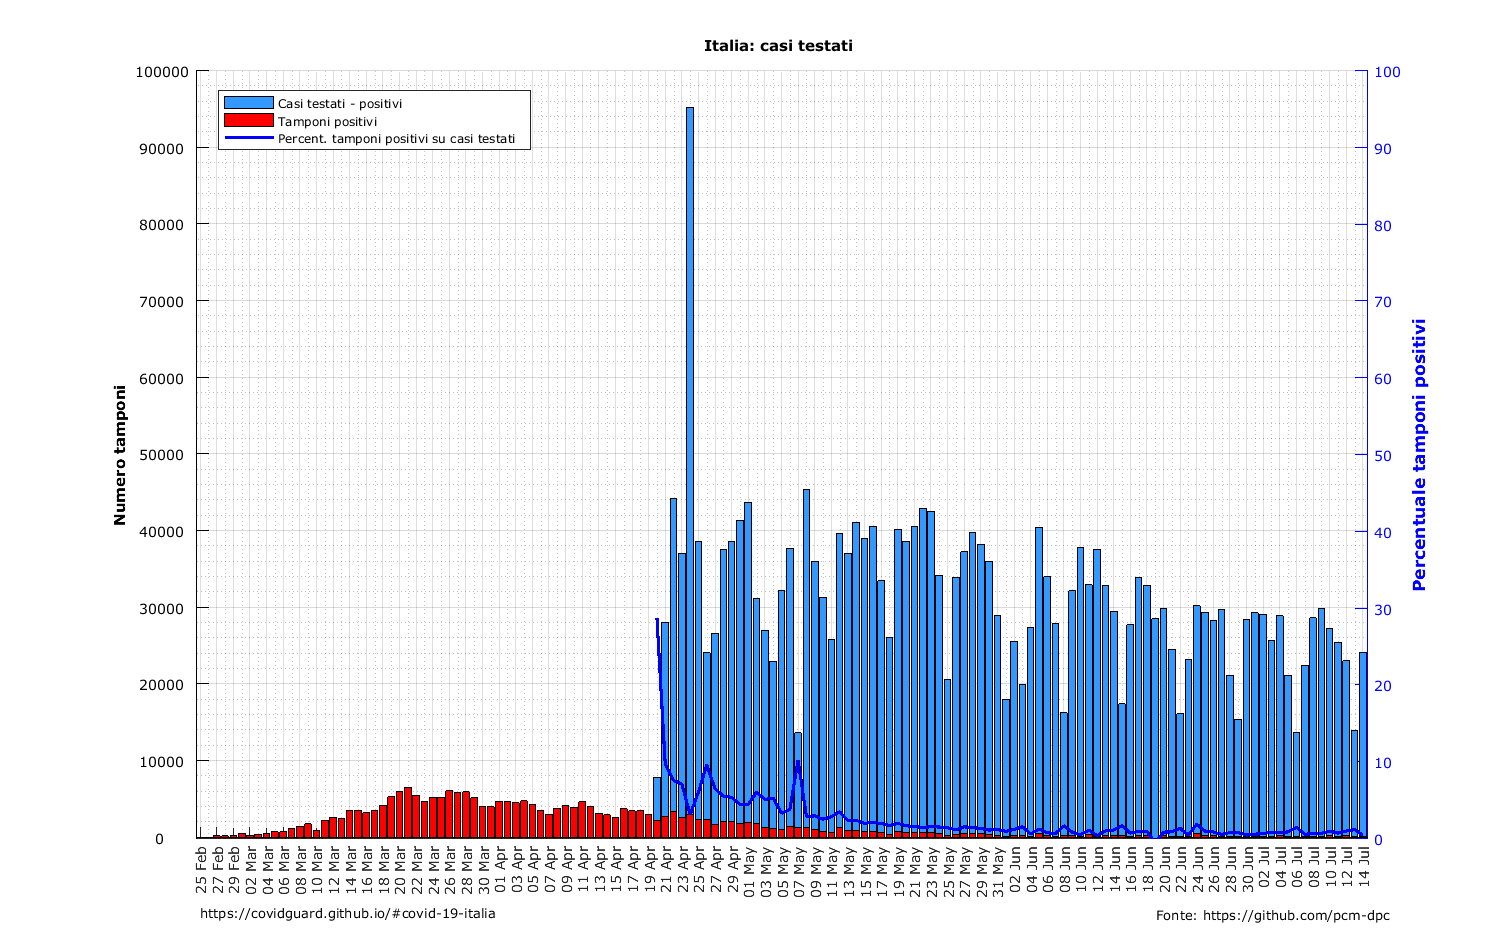 Italia: casi testati
Casi testati - positivi
Tamponi positivi
Percent. tamponi positivi su casi testati
Numero tamponi
100000
90000
80000
70000
60000
50000
40000
30000
20000
10000
0
Percentuale tamponi positivi
100
90
80
70
60
50
40
30
20
10
0
25 Feb
27 Feb
29 Feb
02 Mar
04 Mar
06 Mar
08 Mar
10 Mar
12 Mar
14 Mar
16 Mar
18 Mar
20 Mar
22 Mar
24 Mar
26 Mar
28 Mar
30 Mar
01 Apr
03 Apr
05 Apr
07 Apr
09 Apr
11 Apr
13 Apr
15 Apr
17 Apr
19 Apr
21 Apr
23 Apr
25 Apr
27 Apr
29 Apr
01 May
03 May
05 May
07 May
09 May
11 May
13 May
15 May
17 May
19 May
21 May
23 May
25 May
27 May
29 May
31 May
02 Jun
04 Jun
06 Jun
08 Jun
10 Jun
12 Jun
14 Jun
16 Jun
18 Jun
20 Jun
22 Jun
24 Jun
26 Jun
28 Jun
30 Jun
02 Jul
04 Jul
06 Jul
08 Jul
10 Jul
12 Jul
14 Jul
https://covidguard.github.io/#covid-19-italia
Fonte: https://github.com/pcm-dpc